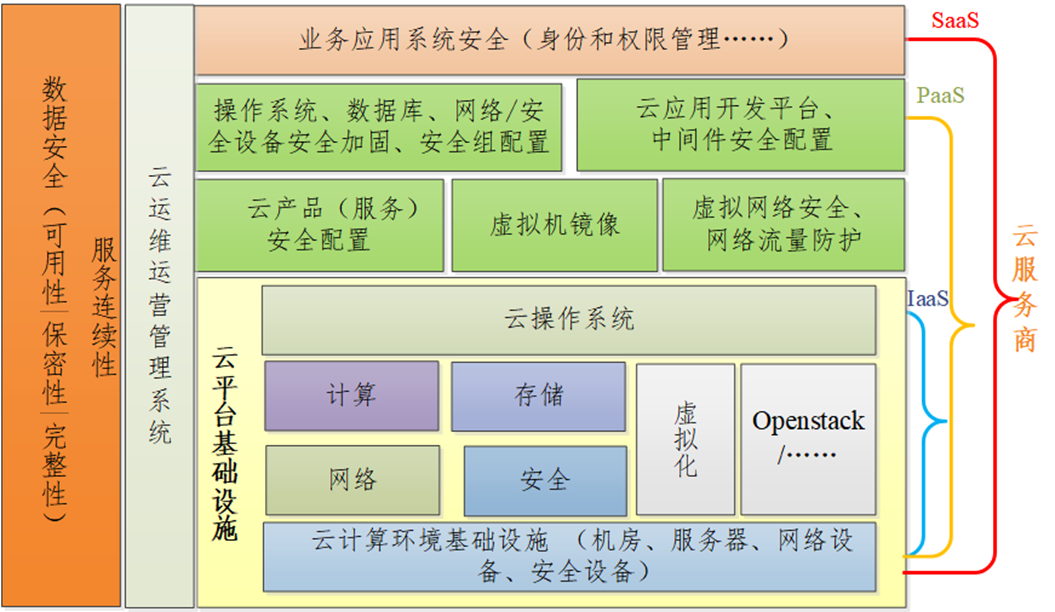 数据安全（可用性|保密性|完整性）
服务连续性
云运维运营管理系统
业务应用系统安全（身份和权限管理……）
操作系统、数据库、网络/安
全设备安全加固、安全组配置
云应用开发平台、
中间件安全配置
云产品（服务）
安全配置
虚拟机镜像
虚拟网络安全、
网络流量防护
云平台基础设施
云操作系统
计算
存储
网络
安全
虚拟化
Openstack
/……
云计算环境基础设施 （机房、服务器、网络设
备、安全设备）
SaaS
PaaS
IaaS
云服务商